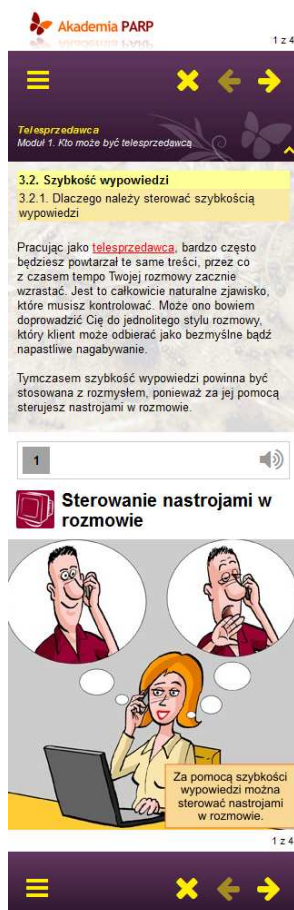 Akademia PARP
1 z 4
Telesprzedawca
Moduł 1. Kto może być telesprzedawcą
3.2. Szybkość wypowiedzi
3.2.1. Dlaczego należy sterować szybkością
wypowiedzi
Pracując jako telesprzedawca, bardzo często
będziesz powtarzał te same treści, przez co
z czasem tempo Twojej rozmowy zacznie
wzrastać. Jest to całkowicie naturalne zjawisko,
które musisz kontrolować. Może ono bowiem
doprowadzić Cię do jednolitego stylu rozmowy,
który klient może odbierać jako bezmyślne bądź
napastliwe nagabywanie.
Tymczasem szybkość wypowiedzi powinna być
stosowana z rozmysłem, ponieważ za jej pomocą
sterujesz nastrojami w rozmowie.
1
Sterowanie nastrojami w
rozmowie
Za pomocą szybkości
wypowiedzi można
sterować nastrojami
w rozmowie.
1 z 4